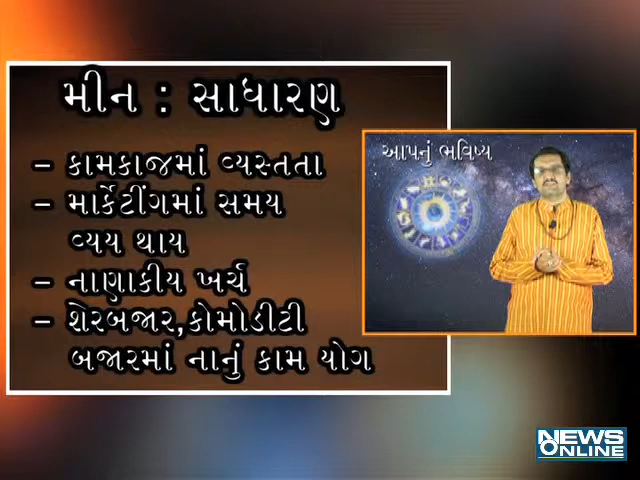 મીન : સાધારણ
– કામકાજમાં વ્યસ્તતા
– માર્કેટીંગમાં સમય
વ્યય થાય
– નાણાકીય ખર્ચ
– શેરબજાર,કોમોડીટી
બજારમાં નાનું કામ યોગ
આપનું ભવિષ્ય
NEWS
ONLINE